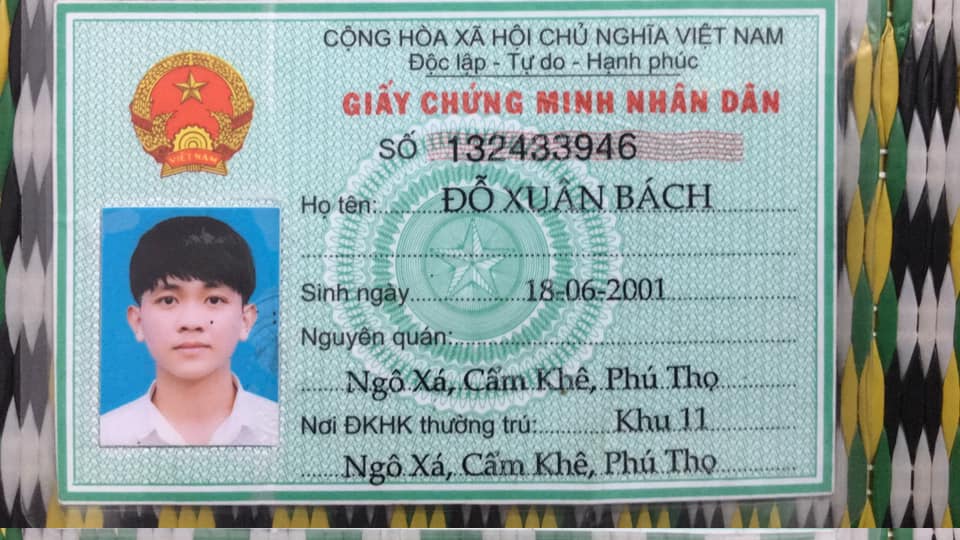 CỘNG HÒA XÃ HỘI CHỦ NGHĨA VIỆT NAM
Độc lập - Tự do - Hạnh phúc
GIẤY CHỨNG MINH NHÂN DÂN
SỐ 132433946
VIỆT NAM
Họ tên: ĐỖ XUÂN BÁCH
Sinh ngày 18-06-2001
Nguyên quán:
Ngô Xá, Cẩm Khê, Phú Thọ
Nơi ĐKHK thường trú: Khu 11
Ngô Xá, Cẩm Khê, Phú Thọ